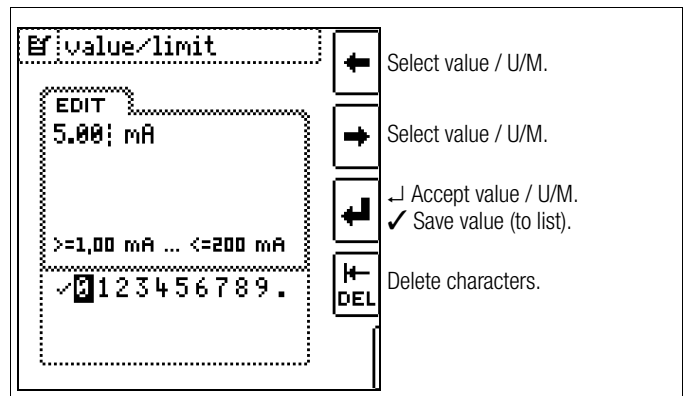 value/limit
← Select value / U/M.
EDIT
5.00¦ mA
→ Select value / U/M.
↵ Accept value / U/M.
✓ Save value (to list).
>=1,00 mA ... <=200 mA
DEL Delete characters.
✓0123456789.